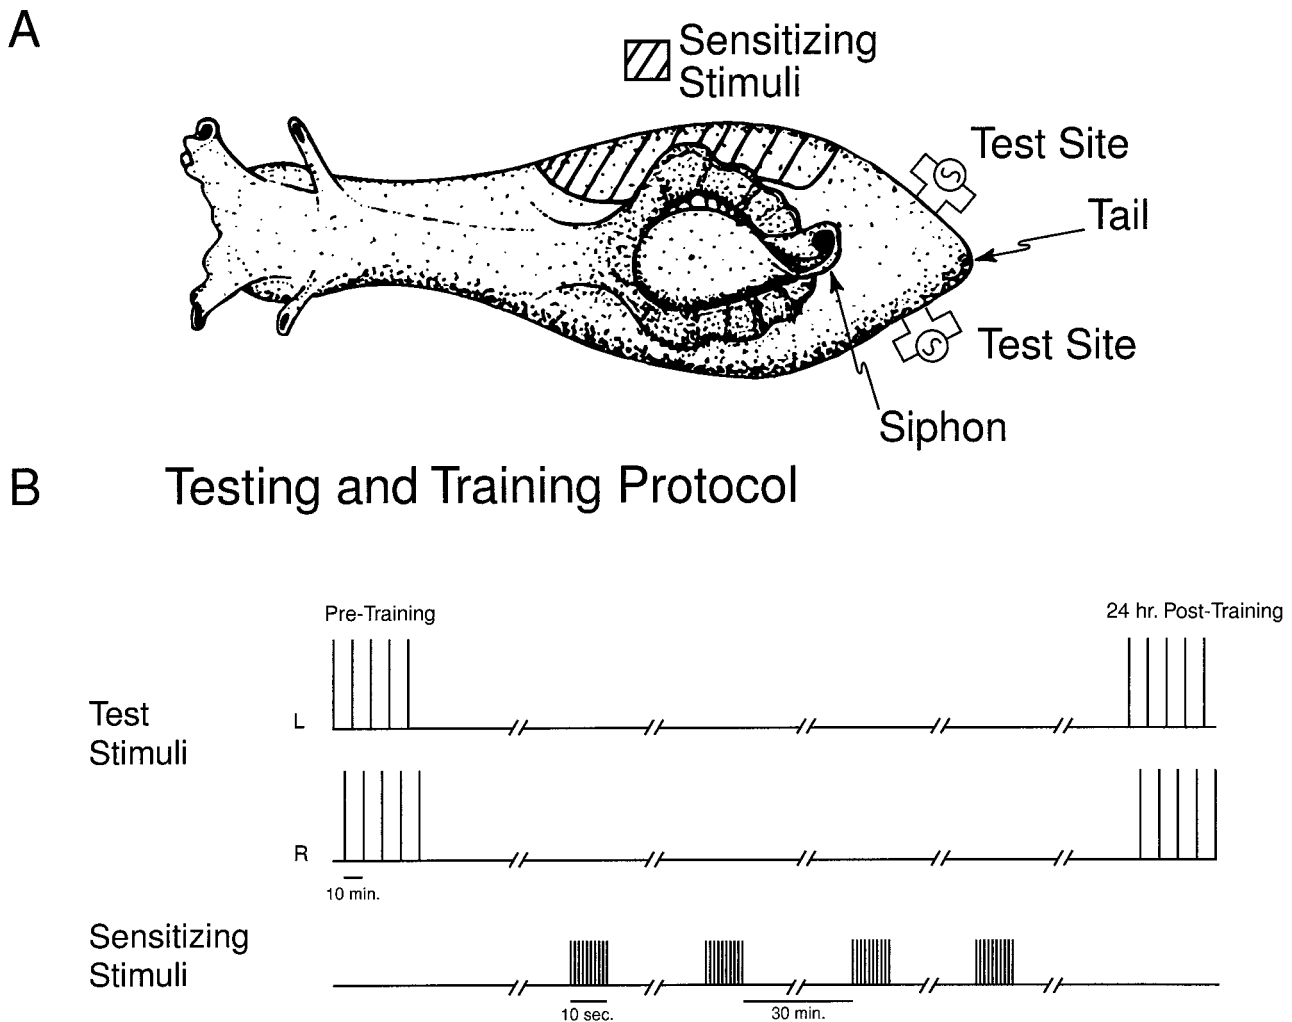 A
Sensitizing
Stimuli
Test Site
S
Tail
S
Test Site
Siphon
B
Testing and Training Protocol
Pre-Training
24 hr. Post-Training
Test
Stimuli
L
R
10 min.
Sensitizing
Stimuli
10 sec.
30 min.